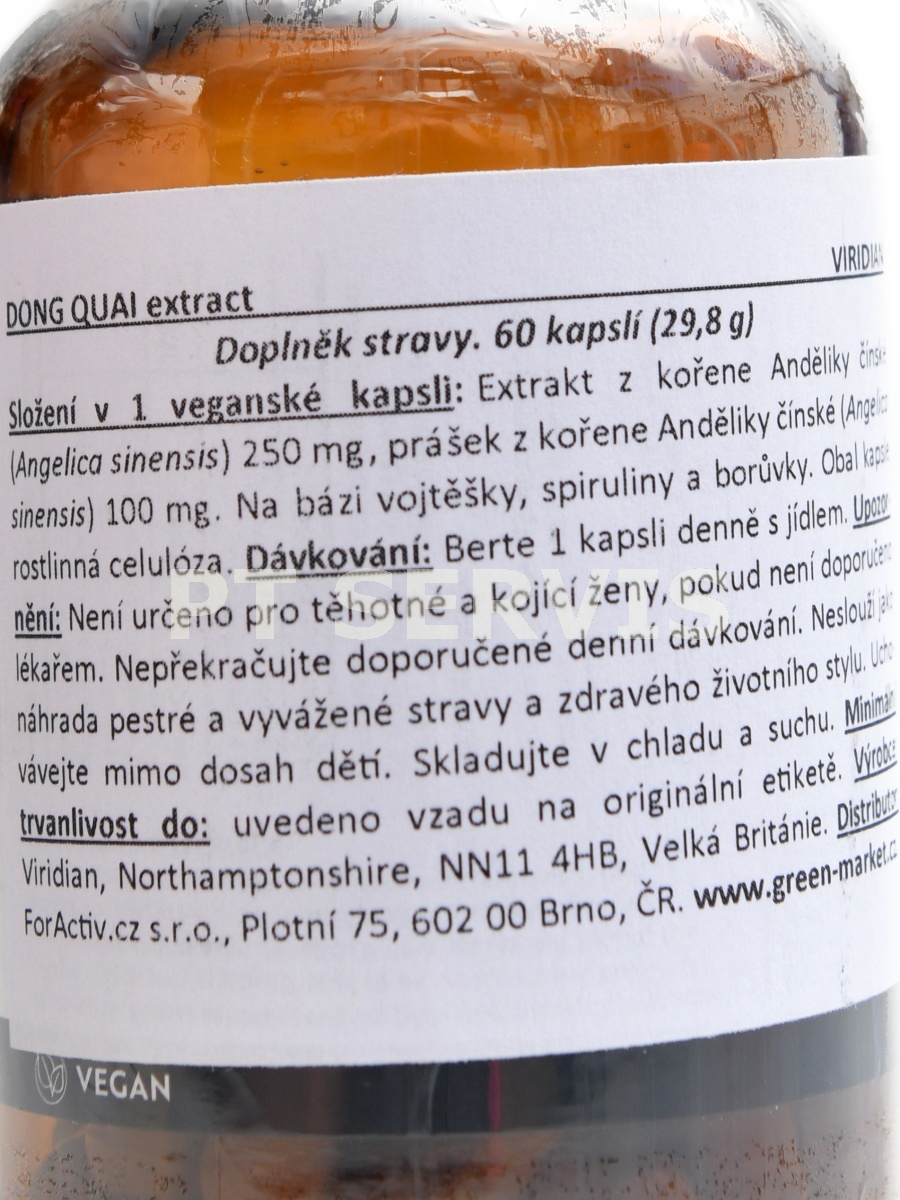 VIRIDIAN
DONG QUAI extract
Doplněk stravy. 60 kapslí (29,8 g)
Složení v 1 veganské kapsli: Extrakt z kořene Anděliky čínské
(Angelica sinensis) 250 mg, prášek z kořene Anděliky čínské (Angelica
sinensis) 100 mg. Na bázi vojtěšky, spiruliny a borůvky. Obal kapsle
rostlinná celulóza. Dávkování: Berte 1 kapsli denně s jídlem. Upozor-
nění: Není určeno pro těhotné a kojící ženy, pokud není doporučeno
lékařem. Nepřekračujte doporučené denní dávkování. Neslouží jako
náhrada pestré a vyvážené stravy a zdravého životního stylu. Ucho-
vávejte mimo dosah dětí. Skladujte v chladu a suchu. Minimální
trvanlivost do: uvedeno vzadu na originální etiketě. Výrobce
Viridian, Northamptonshire, NN11 4HB, Velká Británie. Distributor
ForActiv.cz s.r.o., Plotní 75, 602 00 Brno, ČR. www.green-market.cz
PT SERVIS
VEGAN